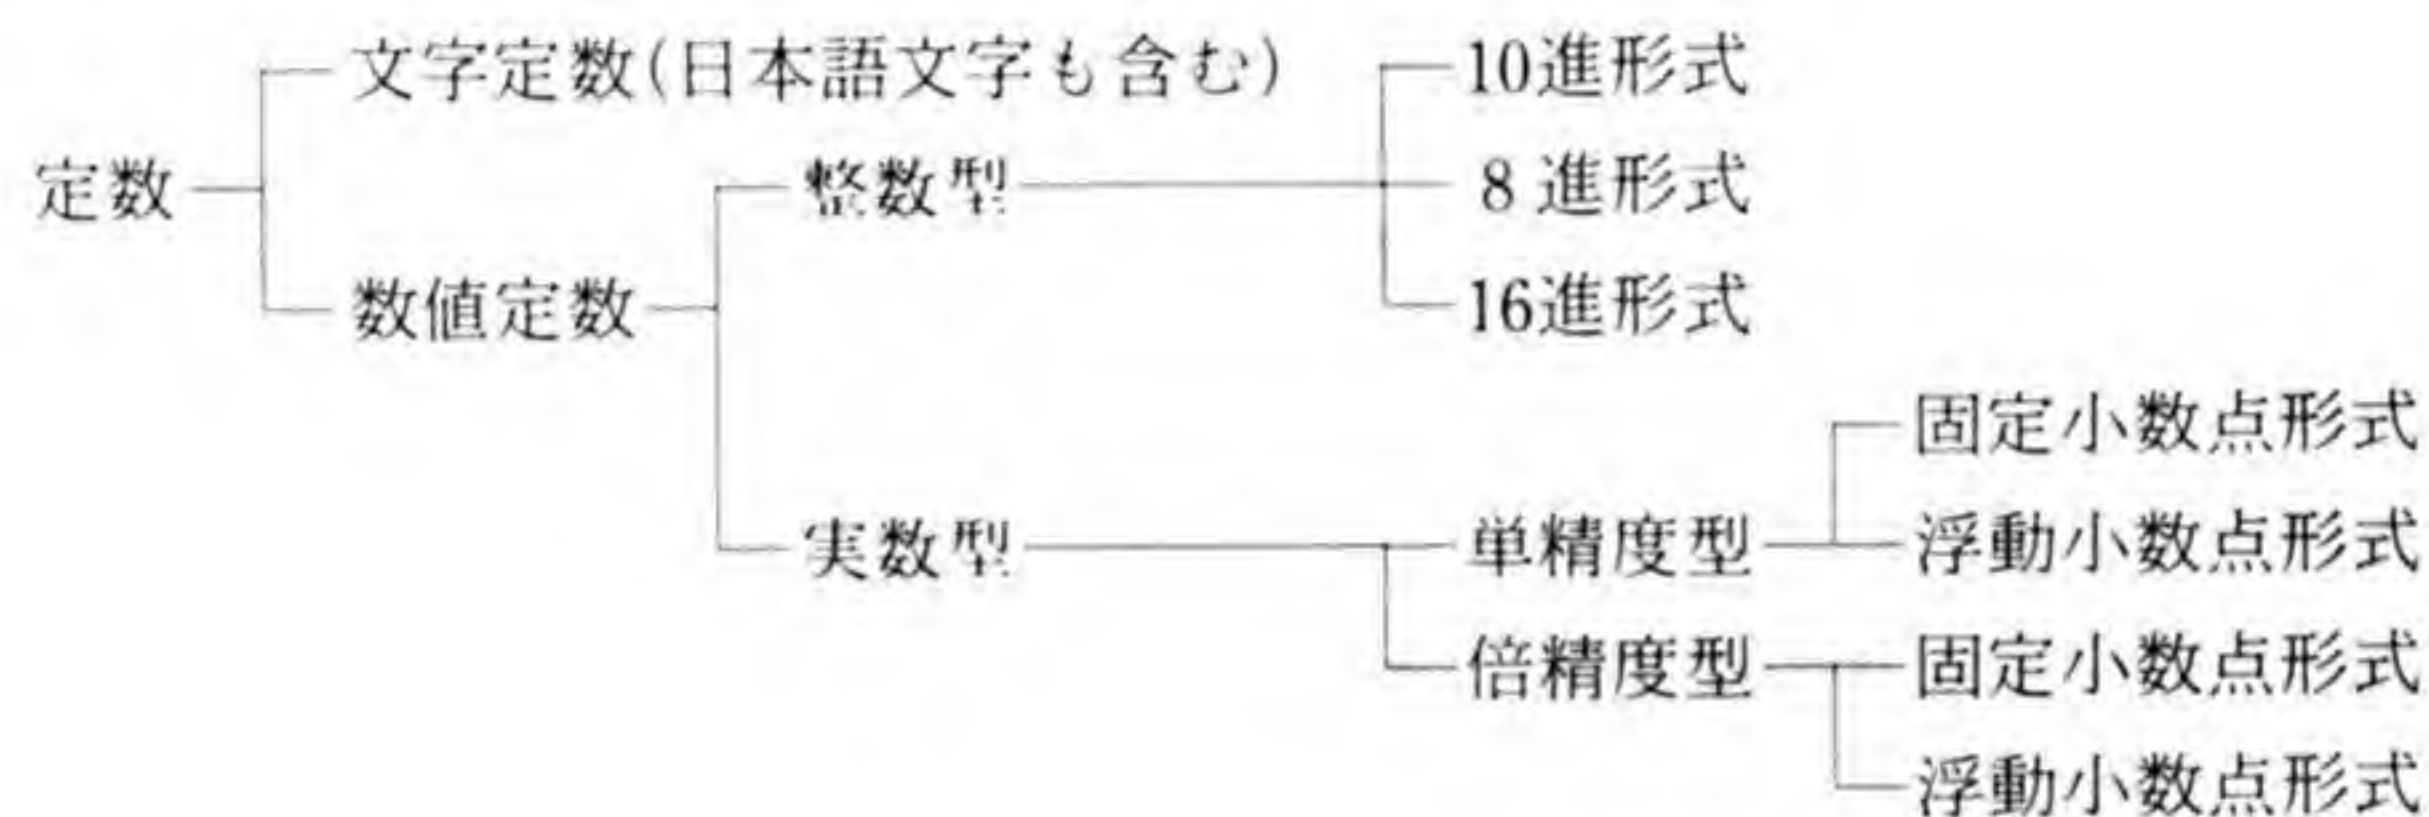 文字定数(日本語文字も含む)
10進形式
定数
整数型
8進形式
数値定数
16進形式
固定小数点形式
実数型
単精度型
浮動小数点形式
倍精度型
固定小数点形式
浮動小数点形式